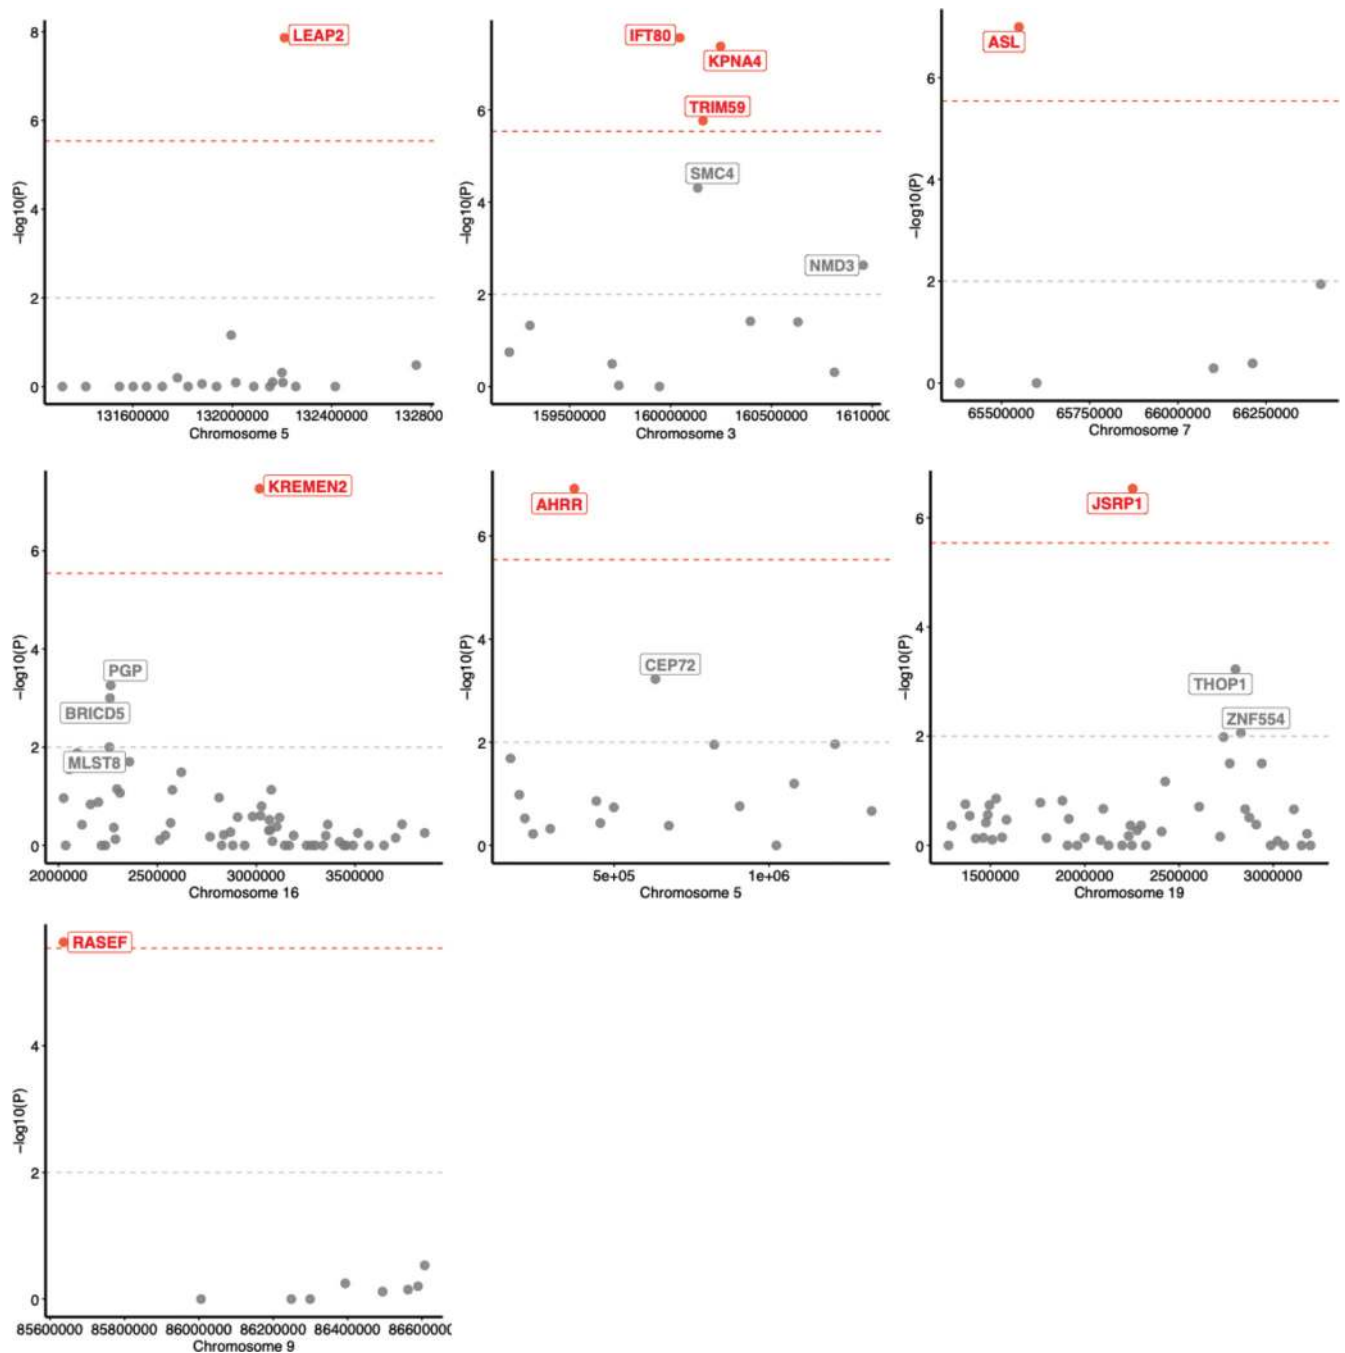 8
LEAP2
6
4
2
0
-log10(P)
131600000 132000000 132400000 132800
Chromosome 5
IFT80
KPNA4
TRIM59
6
SMC4
4
NMD3
2
0
-log10(P)
159500000 160000000 160500000 161000
Chromosome 3
ASL
6
4
2
0
-log10(P)
65500000 65750000 66000000 66250000
Chromosome 7
KREMEN2
6
4
PGP
BRICD5
2
MLST8
0
-log10(P)
2000000 2500000 3000000 3500000
Chromosome 16
AHRR
6
4
CEP72
2
0
-log10(P)
5e+05 1e+06
Chromosome 5
JSRP1
6
4
THOP1
ZNF554
2
0
-log10(P)
1500000 2000000 2500000 3000000
Chromosome 19
RASEF
4
2
0
-log10(P)
85600000 85800000 86000000 86200000 86400000 8660000
Chromosome 9